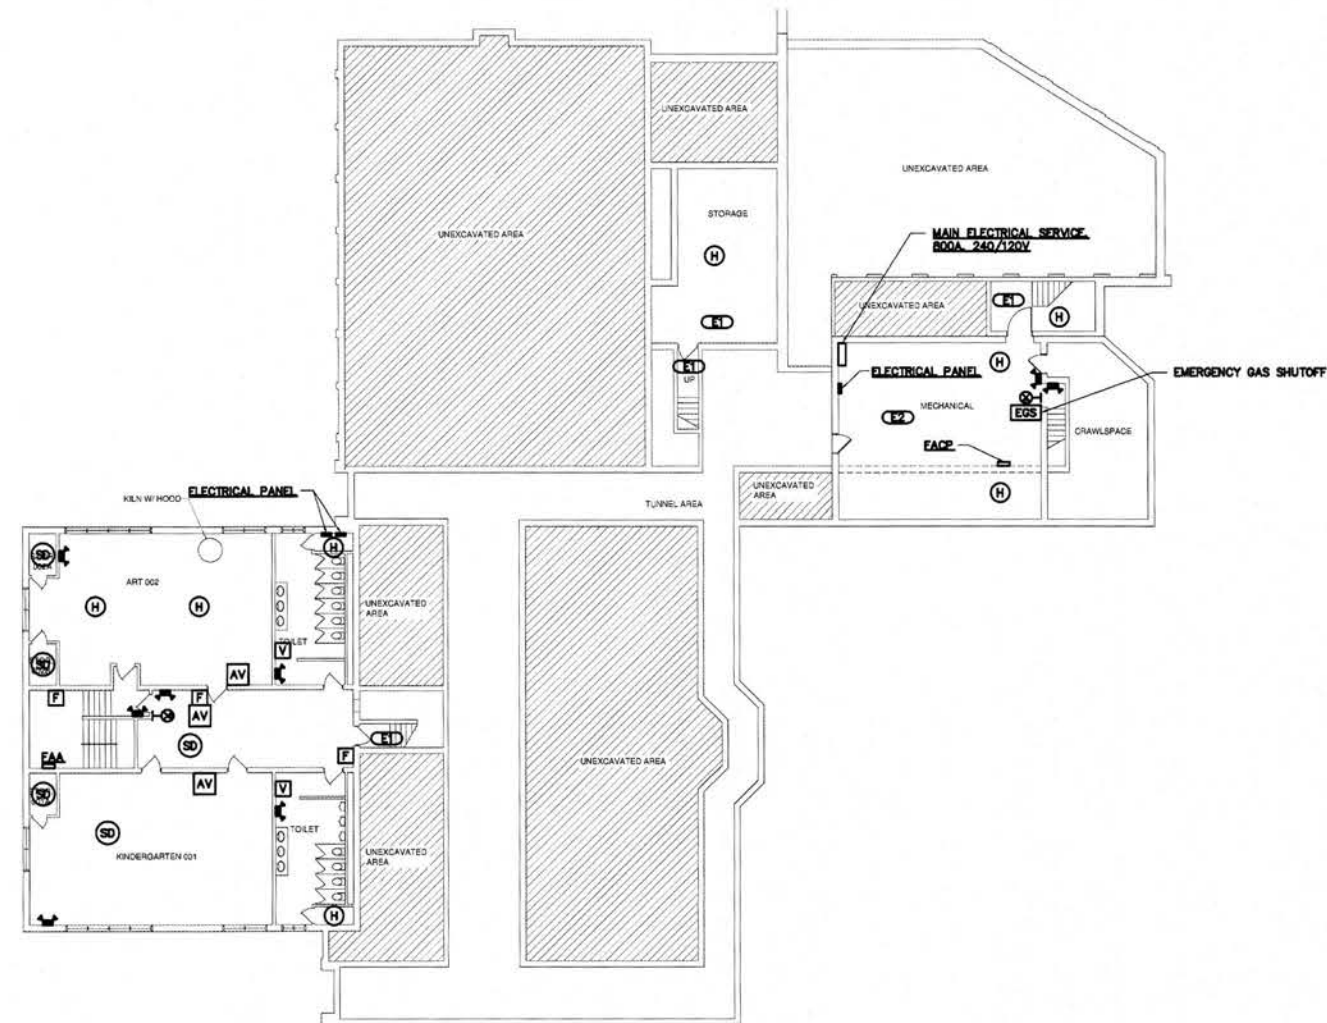 UNEXCAVATED AREA
UNEXCAVATED AREA
UNEXCAVATED AREA
STORAGE
H
E1
E1
UP
MAIN ELECTRICAL SERVICE,
800A, 240/120V
UNEXCAVATED AREA
E1
H
H
ELECTRICAL PANEL
EMERGENCY GAS SHUTOFF
MECHANICAL
E2
EGS
CRAWLSPACE
FACP
H
UNEXCAVATED
AREA
TUNNEL AREA
KILN W/ HOOD
ELECTRICAL PANEL
H
SD
ART 002
H
H
SD
AV
TOILET
V
UNEXCAVATED
AREA
F
F
AV
SD
FAA
E1
F
UNEXCAVATED AREA
SD
AV
V
SD
TOILET
KINDERGARTEN 001
UNEXCAVATED
AREA
H